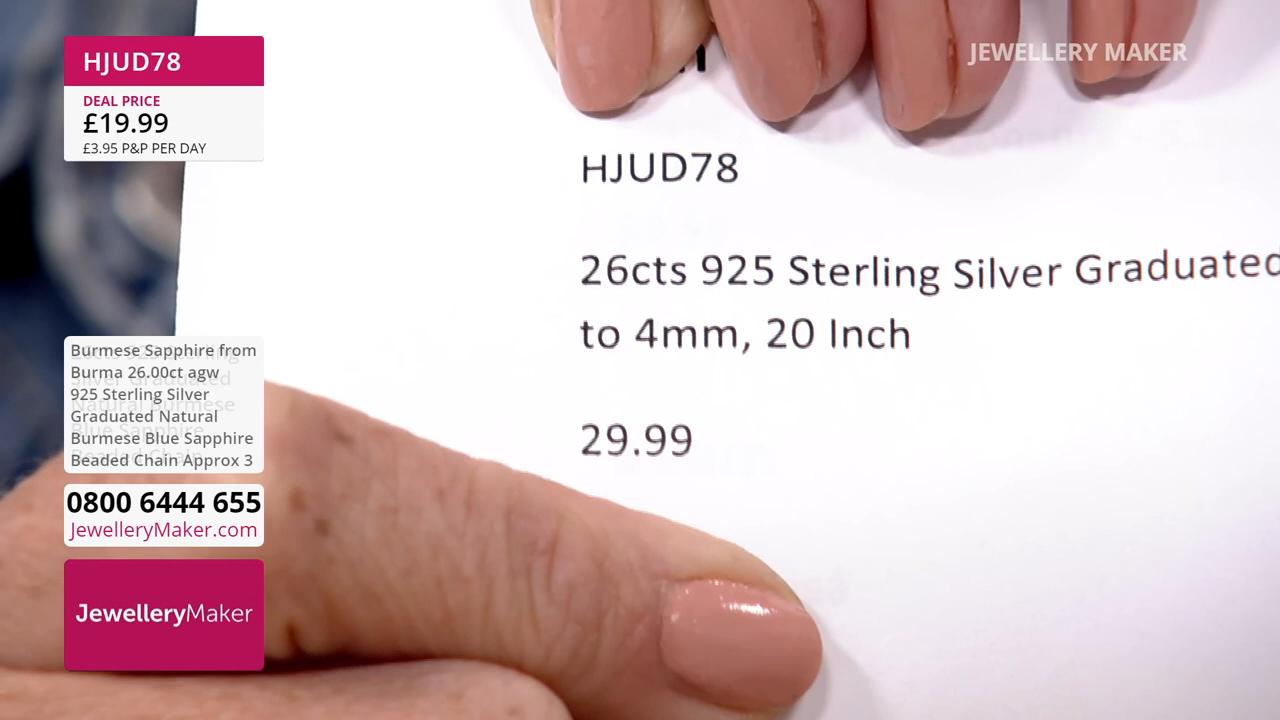 HJUD78
DEAL PRICE
£19.99
£3.95 P&P PER DAY
JEWELLERY MAKER
HJUD78
26cts 925 Sterling Silver Graduated
to 4mm, 20 Inch
29.99
Burmese Sapphire from
Burma 26.00ct agw
925 Sterling Silver
Graduated Natural
Burmese Blue Sapphire
Beaded Chain Approx 3
0800 6444 655
JewelleryMaker.com
JewelleryMaker